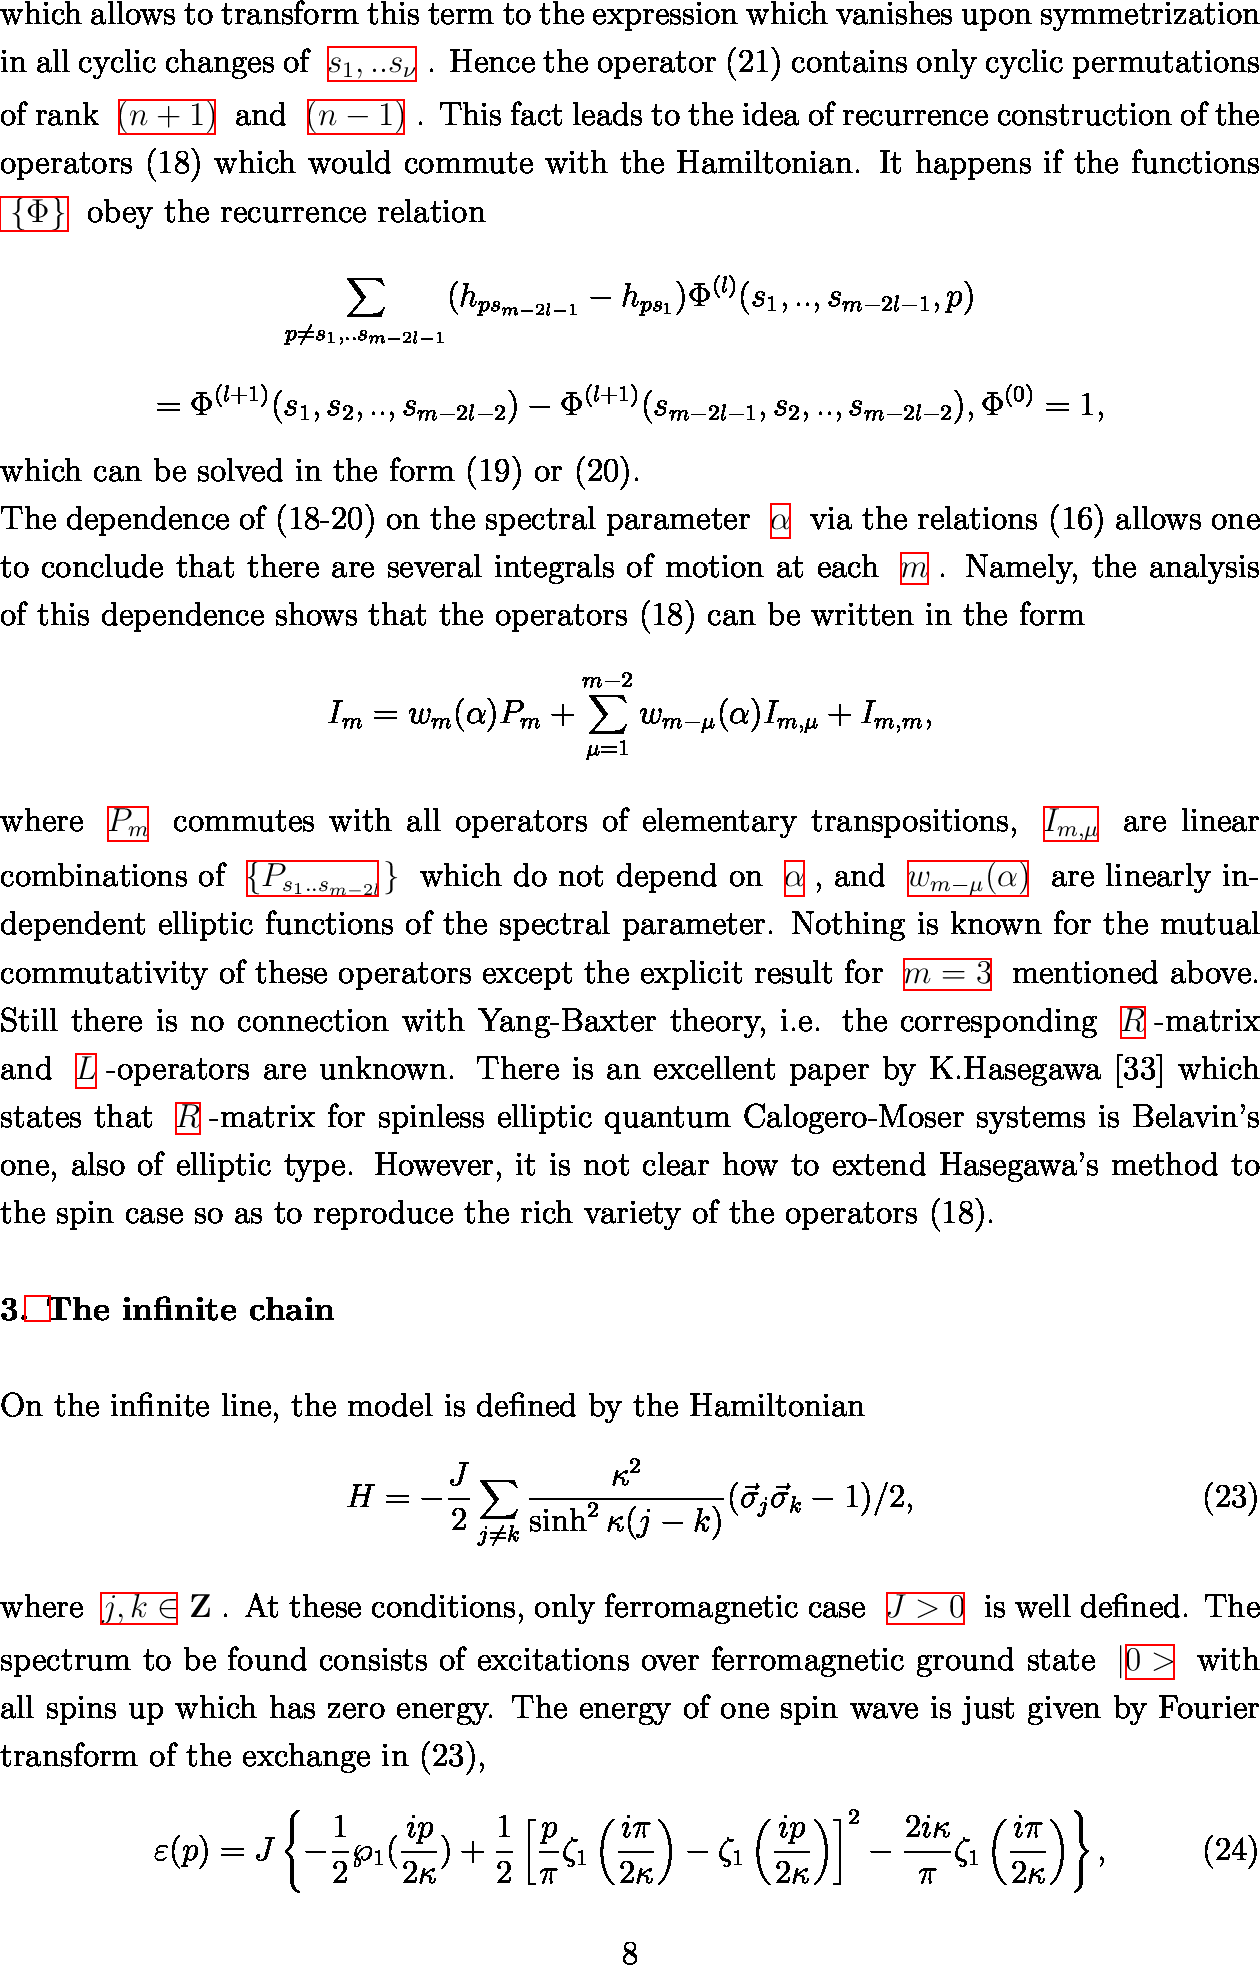 which allows to transform this term to the expression which vanishes upon symmetrization
in all cyclic changes of $s_1, ..s_\nu$ . Hence the operator (21) contains only cyclic permutations
of rank $(n+1)$ and $(n-1)$ . This fact leads to the idea of recurrence construction of the
operators (18) which would commute with the Hamiltonian. It happens if the functions
$\{\Phi\}$ obey the recurrence relation
$$\sum_{p\neq s_1,..s_{m-2l-1}} (h_{ps_{m-2l-1}} - h_{ps_1})\Phi^{(l)}(s_1, .., s_{m-2l-1}, p)$$
$$= \Phi^{(l+1)}(s_1, s_2, .., s_{m-2l-2}) - \Phi^{(l+1)}(s_{m-2l-1}, s_2, .., s_{m-2l-2}), \Phi^{(0)} = 1,$$
which can be solved in the form (19) or (20).
The dependence of (18-20) on the spectral parameter $\alpha$ via the relations (16) allows one
to conclude that there are several integrals of motion at each $m$ . Namely, the analysis
of this dependence shows that the operators (18) can be written in the form
$$I_m = w_m(\alpha)P_m + \sum_{\mu=1}^{m-2} w_{m-\mu}(\alpha)I_{m,\mu} + I_{m,m},$$
where $P_m$ commutes with all operators of elementary transpositions, $I_{m,\mu}$ are linear
combinations of $\{P_{s_1..s_{m-2l}}\}$ which do not depend on $\alpha$ , and $w_{m-\mu}(\alpha)$ are linearly in-
dependent elliptic functions of the spectral parameter. Nothing is known for the mutual
commutativity of these operators except the explicit result for $m = 3$ mentioned above.
Still there is no connection with Yang-Baxter theory, i.e. the corresponding $R$ -matrix
and $L$ -operators are unknown. There is an excellent paper by K.Hasegawa [33] which
states that $R$ -matrix for spinless elliptic quantum Calogero-Moser systems is Belavin's
one, also of elliptic type. However, it is not clear how to extend Hasegawa's method to
the spin case so as to reproduce the rich variety of the operators (18).
3. The infinite chain
On the infinite line, the model is defined by the Hamiltonian
$$H = -\frac{J}{2}\sum_{j\neq k} \frac{\kappa^2}{\sinh^2 \kappa(j-k)}(\vec{\sigma}_j\vec{\sigma}_k - 1)/2, \quad (23)$$
where $j, k \in \mathbf{Z}$ . At these conditions, only ferromagnetic case $J > 0$ is well defined. The
spectrum to be found consists of excitations over ferromagnetic ground state $|0 >$ with
all spins up which has zero energy. The energy of one spin wave is just given by Fourier
transform of the exchange in (23),
$$\varepsilon(p) = J\left\{-\frac{1}{2}\wp_1(\frac{ip}{2\kappa}) + \frac{1}{2}\left[\frac{p}{\pi}\zeta_1\left(\frac{i\pi}{2\kappa}\right) - \zeta_1\left(\frac{ip}{2\kappa}\right)\right]^2 - \frac{2i\kappa}{\pi}\zeta_1\left(\frac{i\pi}{2\kappa}\right)\right\}, \quad (24)$$
8